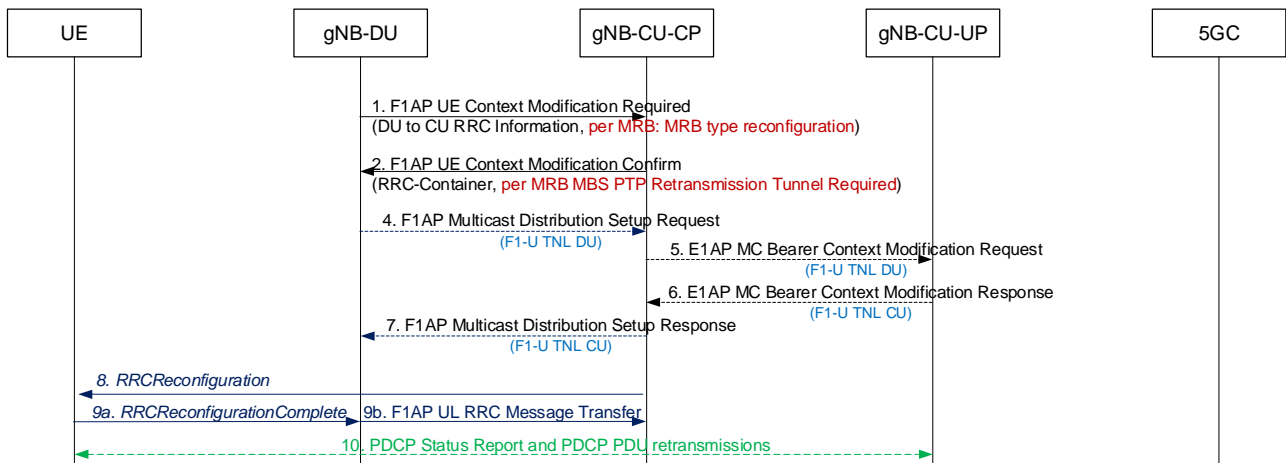 UE
gNB-DU
gNB-CU-CP
gNB-CU-UP
5GC
1. F1AP UE Context Modification Required
(DU to CU RRC Information, per MRB: MRB type reconfiguration)
2. F1AP UE Context Modification Confirm
(RRC-Container, per MRB MBS PTP Retransmission Tunnel Required)
4. F1AP Multicast Distribution Setup Request
(F1-U TNL DU)
5. E1AP MC Bearer Context Modification Request
(F1-U TNL DU)
6. E1AP MC Bearer Context Modification Response
(F1-U TNL CU)
7. F1AP Multicast Distribution Setup Response
(F1-U TNL CU)
8. RRCReconfiguration
9a. RRCReconfigurationComplete
9b. F1AP UL RRC Message Transfer
10. PDCP Status Report and PDCP PDU retransmissions